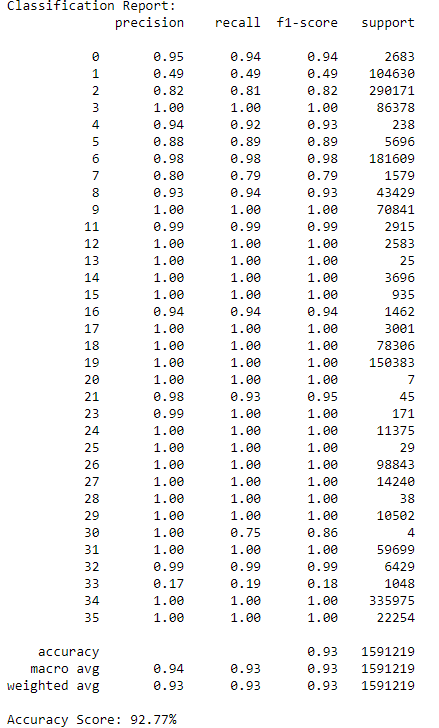 Classification Report:
precision recall f1-score support
0 0.95 0.94 0.94 2683
1 0.49 0.49 0.49 104630
2 0.82 0.81 0.82 290171
3 1.00 1.00 1.00 86378
4 0.94 0.92 0.93 238
5 0.88 0.89 0.89 5696
6 0.98 0.98 0.98 181609
7 0.80 0.79 0.79 1579
8 0.93 0.94 0.93 43429
9 1.00 1.00 1.00 70841
11 0.99 0.99 0.99 2915
12 1.00 1.00 1.00 2583
13 1.00 1.00 1.00 25
14 1.00 1.00 1.00 3696
15 1.00 1.00 1.00 935
16 0.94 0.94 0.94 1462
17 1.00 1.00 1.00 3001
18 1.00 1.00 1.00 78306
19 1.00 1.00 1.00 150383
20 1.00 1.00 1.00 7
21 0.98 0.93 0.95 45
23 0.99 1.00 1.00 171
24 1.00 1.00 1.00 11375
25 1.00 1.00 1.00 29
26 1.00 1.00 1.00 98843
27 1.00 1.00 1.00 14240
28 1.00 1.00 1.00 38
29 1.00 1.00 1.00 10502
30 1.00 0.75 0.86 4
31 1.00 1.00 1.00 59699
32 0.99 0.99 0.99 6429
33 0.17 0.19 0.18 1048
34 1.00 1.00 1.00 335975
35 1.00 1.00 1.00 22254
accuracy 0.93 1591219
macro avg 0.94 0.93 0.93 1591219
weighted avg 0.93 0.93 0.93 1591219
Accuracy Score: 92.77%